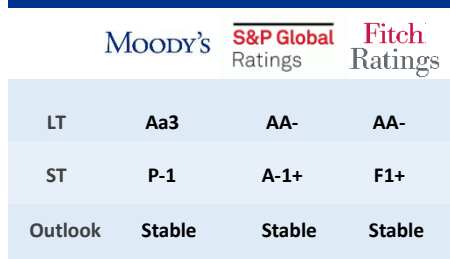 Moody's S&P Global Ratings Fitch Ratings
LT Aa3 AA- AA-
ST P-1 A-1+ F1+
Outlook Stable Stable Stable